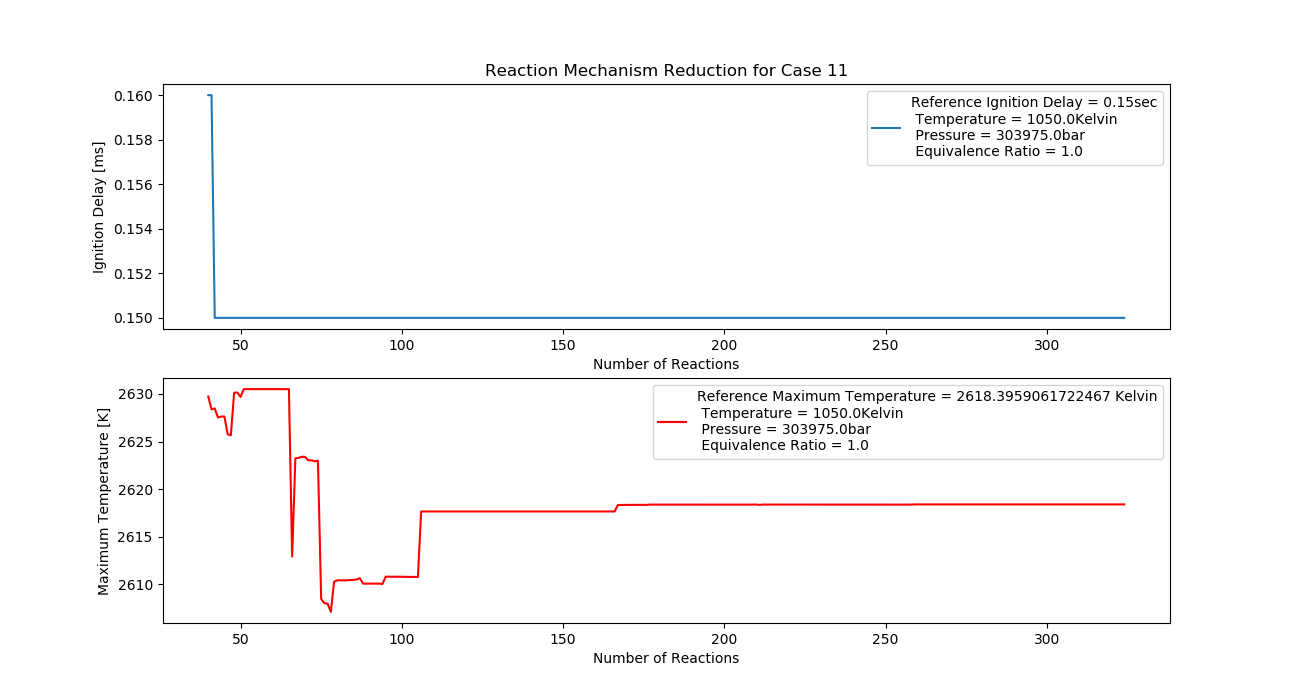 Reaction Mechanism Reduction for Case 11
0.160
0.158
0.156
0.154
0.152
0.150
Ignition Delay [ms]
Reference Ignition Delay = 0.15sec
Temperature = 1050.0Kelvin
Pressure = 303975.0bar
Equivalence Ratio = 1.0
50 100 150 200 250 300
Number of Reactions
2630
2625
2620
2615
2610
Maximum Temperature [K]
Reference Maximum Temperature = 2618.3959061722467 Kelvin
Temperature = 1050.0Kelvin
Pressure = 303975.0bar
Equivalence Ratio = 1.0
50 100 150 200 250 300
Number of Reactions